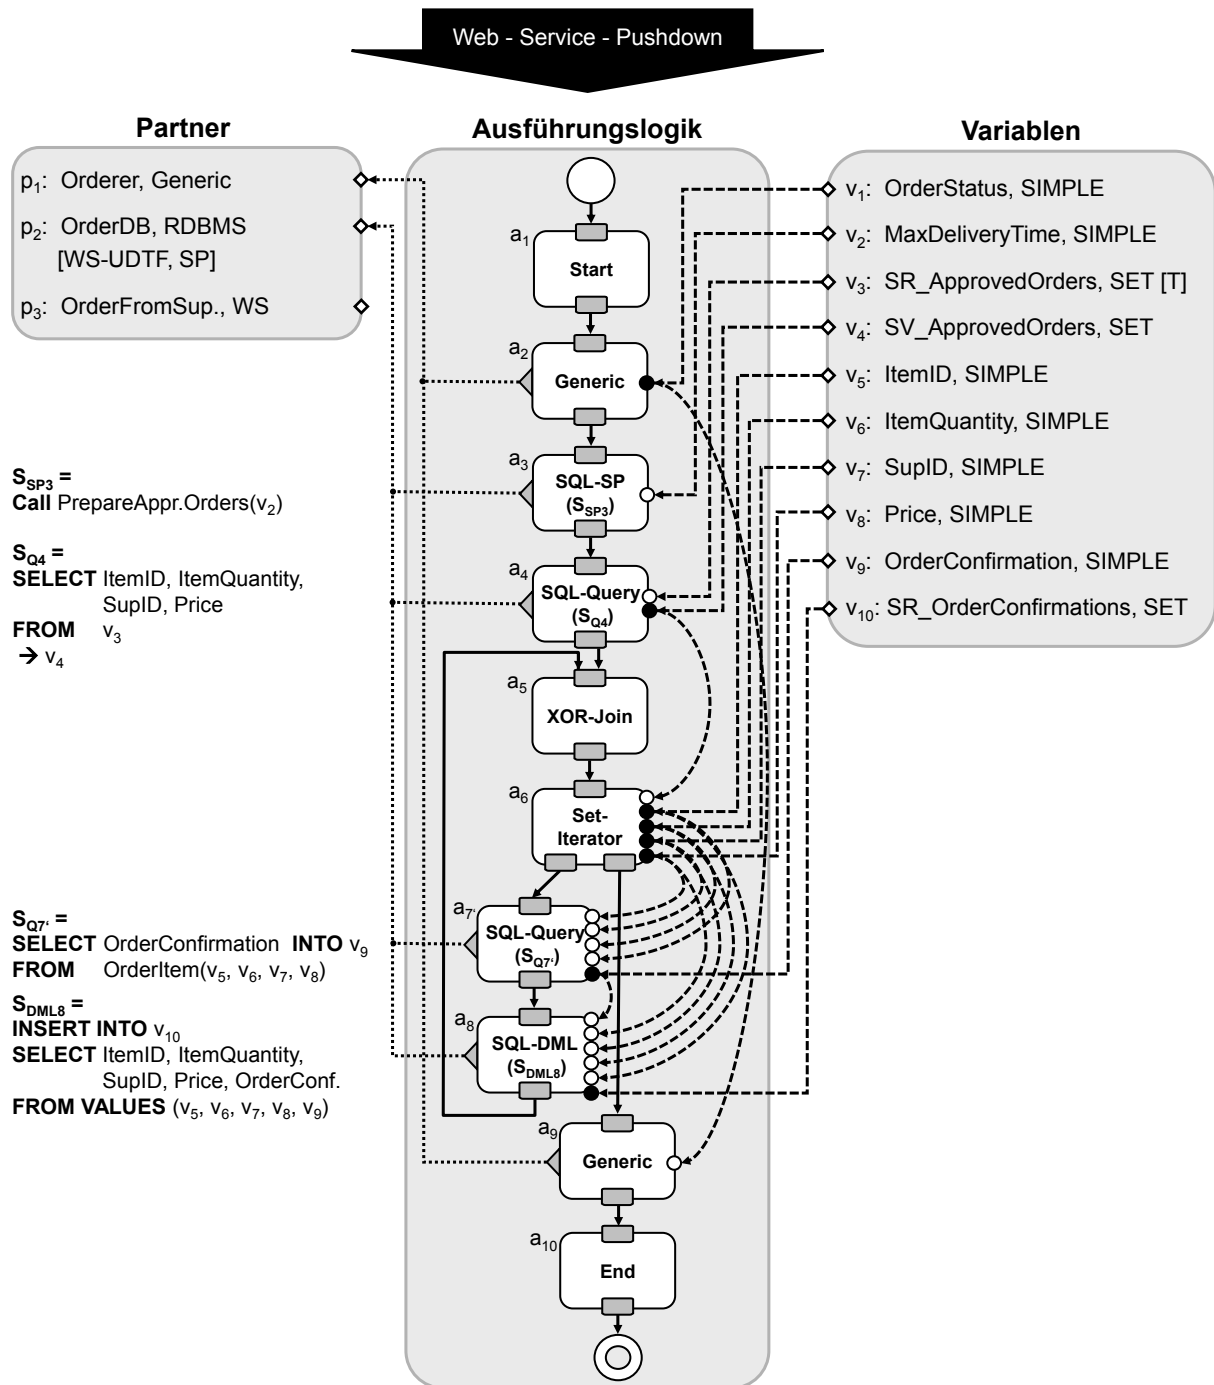 Web - Service - Pushdown
Partner
Ausführungslogik
Variablen
p1: Orderer, Generic
p2: OrderDB, RDBMS
[WS-UDTF, SP]
p3: OrderFromSup., WS
SSP3 =
Call PrepareAppr.Orders(v2)
SQ4 =
SELECT ItemID, ItemQuantity,
SupID, Price
FROM v3
→ v4
SQ7‘ =
SELECT OrderConfirmation INTO v9
FROM OrderItem(v5, v6, v7, v8)
SDML8 =
INSERT INTO v10
SELECT ItemID, ItemQuantity,
SupID, Price, OrderConf.
FROM VALUES (v5, v6, v7, v8, v9)
a1
Start
a2
Generic
a3
SQL-SP
(SSP3)
a4
SQL-Query
(SQ4)
a5
XOR-Join
a6
Set-
Iterator
a7‘
SQL-Query
(SQ7‘)
a8
SQL-DML
(SDML8)
a9
Generic
a10
End
v1: OrderStatus, SIMPLE
v2: MaxDeliveryTime, SIMPLE
v3: SR_ApprovedOrders, SET [T]
v4: SV_ApprovedOrders, SET
v5: ItemID, SIMPLE
v6: ItemQuantity, SIMPLE
v7: SupID, SIMPLE
v8: Price, SIMPLE
v9: OrderConfirmation, SIMPLE
v10: SR_OrderConfirmations, SET